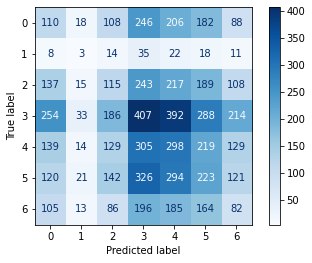 0 110 18 108 246 206 182 88
1 8 3 14 35 22 18 11
2 137 15 115 243 217 189 108
3 254 33 186 407 392 288 214
4 139 14 129 305 298 219 129
5 120 21 142 326 294 223 121
6 105 13 86 196 185 164 82
0 1 2 3 4 5 6
True label
Predicted label
400
350
300
250
200
150
100
50